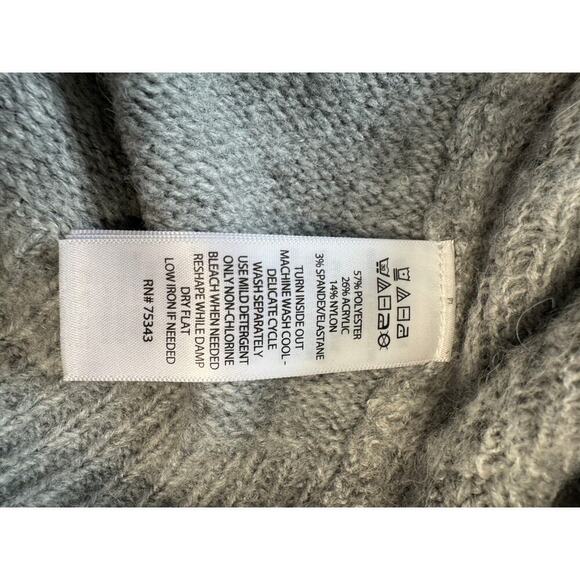 57% POLYESTER
26% ACRYLIC
14% NYLON
3% SPANDEX/ELASTANE
TURN INSIDE OUT
MACHINE WASH COOL -
DELICATE CYCLE
WASH SEPARATELY
USE MILD DETERGENT
ONLY NON-CHLORINE
BLEACH WHEN NEEDED
RESHAPE WHILE DAMP
DRY FLAT
LOW IRON IF NEEDED
RN# 75343